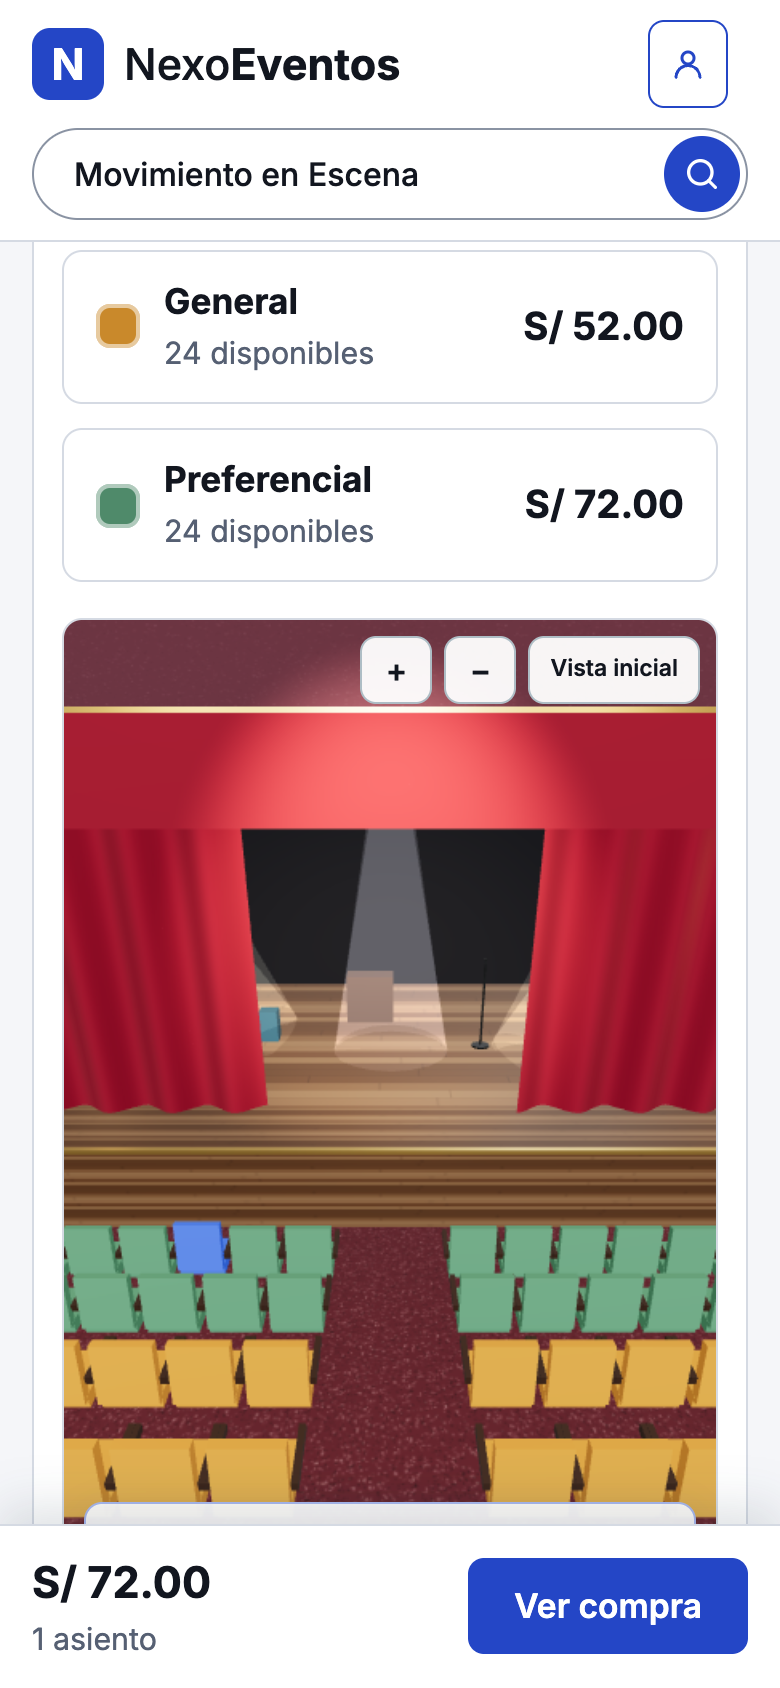 N NexoEventos
Movimiento en Escena
General
24 disponibles
S/ 52.00
Preferencial
24 disponibles
S/ 72.00
+ − Vista inicial
S/ 72.00
1 asiento
Ver compra